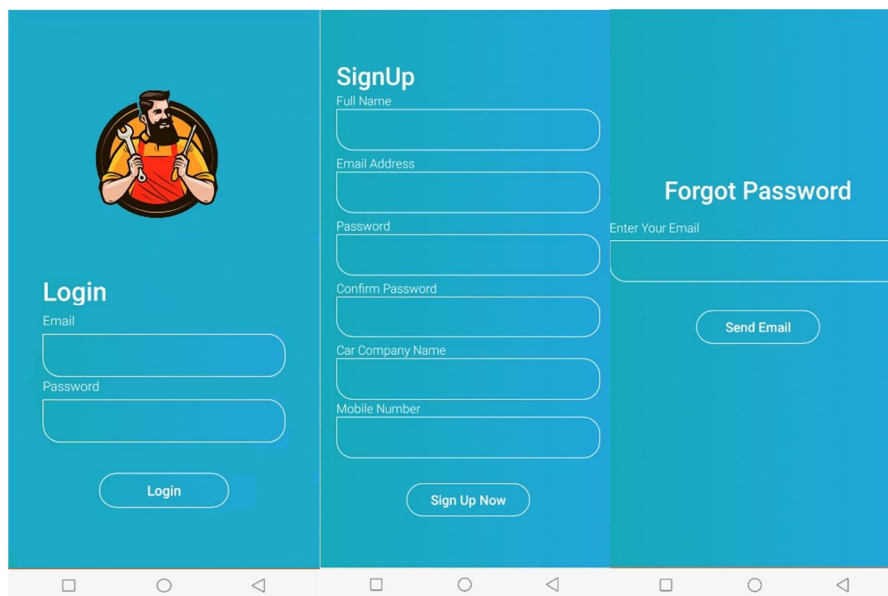 Login
Email
Password
Login
SignUp
Full Name
Email Address
Password
Confirm Password
Car Company Name
Mobile Number
Sign Up Now
Forgot Password
Enter Your Email
Send Email